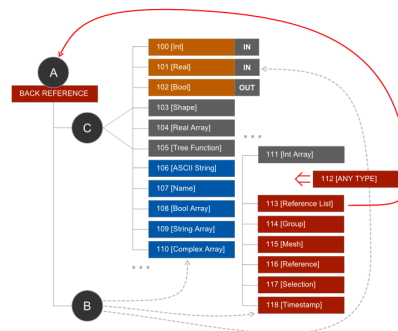 A
BACK REFERENCE
C
B
100 [Int]
IN
101 [Real]
IN
102 [Bool]
OUT
103 [Shape]
104 [Real Array]
105 [Tree Function]
106 [ASCII String]
107 [Name]
108 [Bool Array]
109 [String Array]
110 [Complex Array]
111 [Int Array]
112 [ANY TYPE]
113 [Reference List]
114 [Group]
115 [Mesh]
116 [Reference]
117 [Selection]
118 [Timestamp]